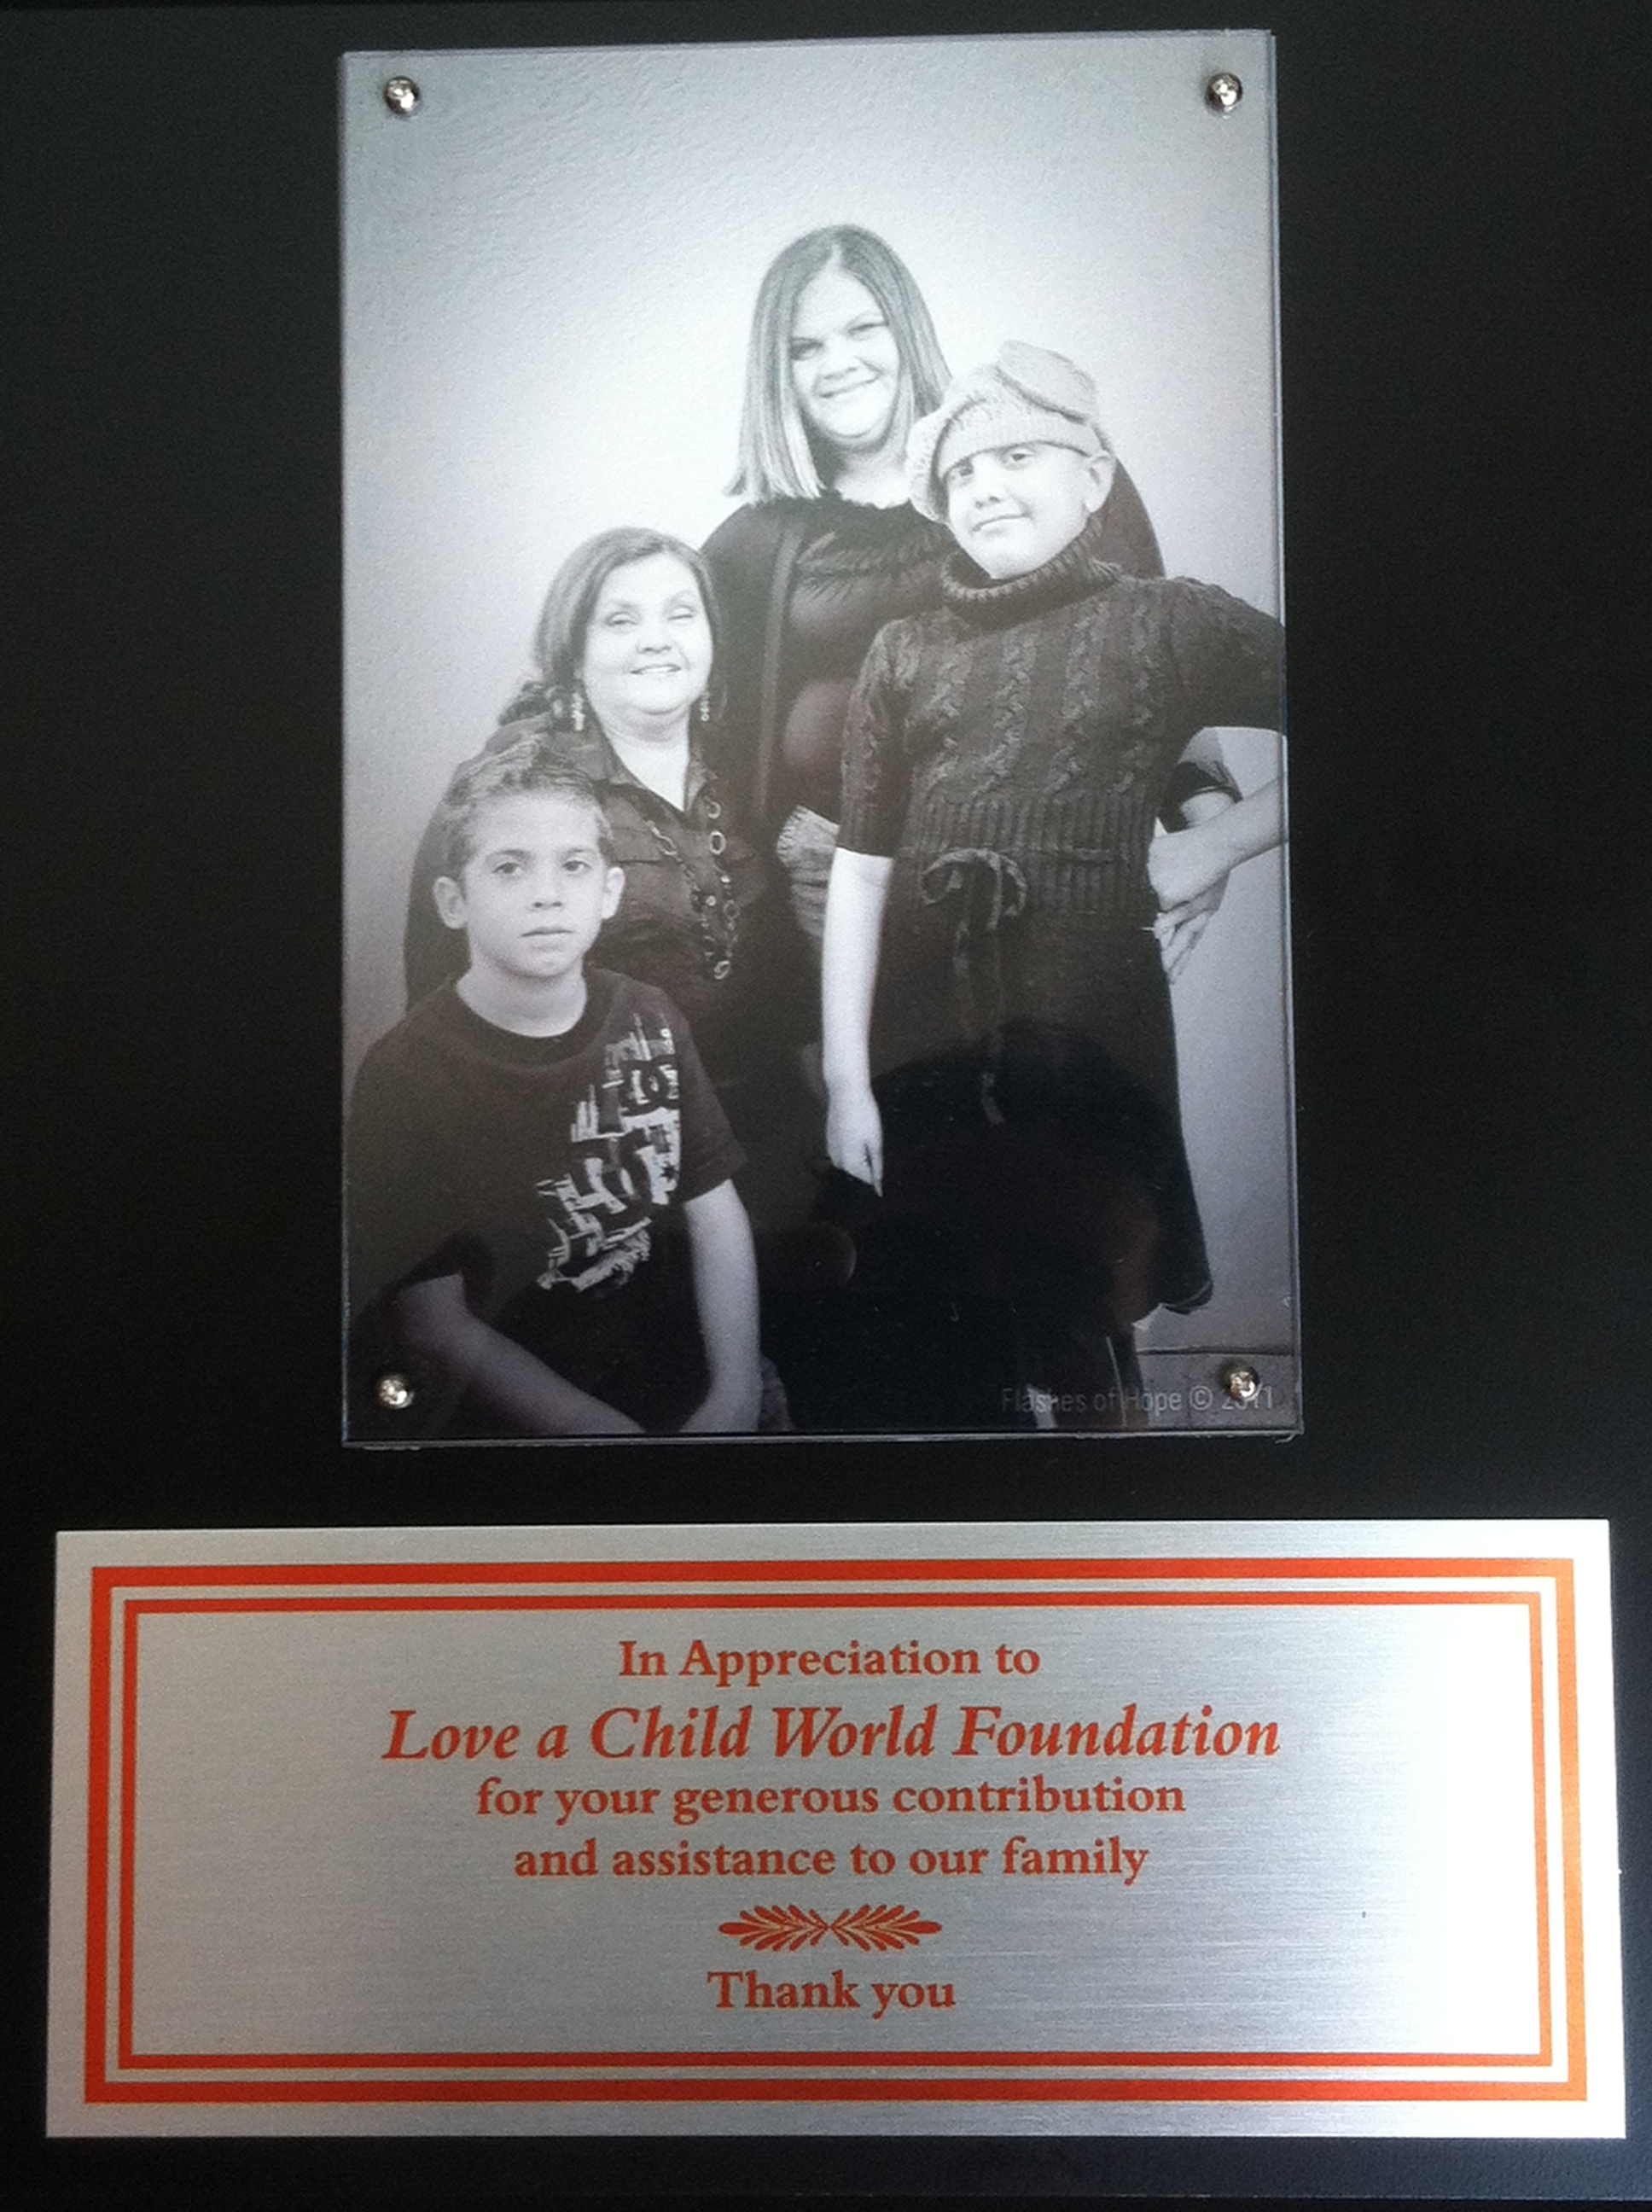 DC
Flashes of Hope © 2011
In Appreciation to
Love a Child World Foundation
for your generous contribution
and assistance to our family
Thank you